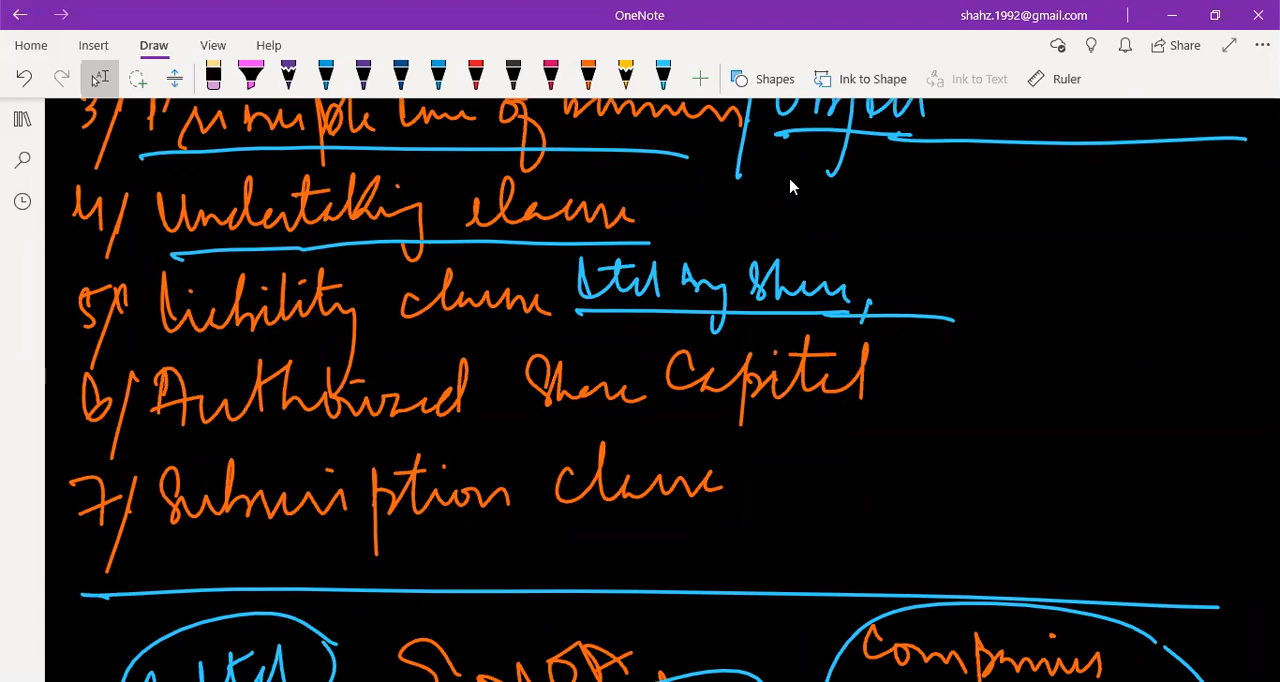 OneNote
shahz.1992@gmail.com
Home Insert Draw View Help Share
Shapes Ink to Shape Ink to Text Ruler
3/ Principle line of business/ object
4/ Undertaking clause
5/ Liability clause Ltd by Share,
6/ Authorized Share Capital
7/ Subscription clause
Companies